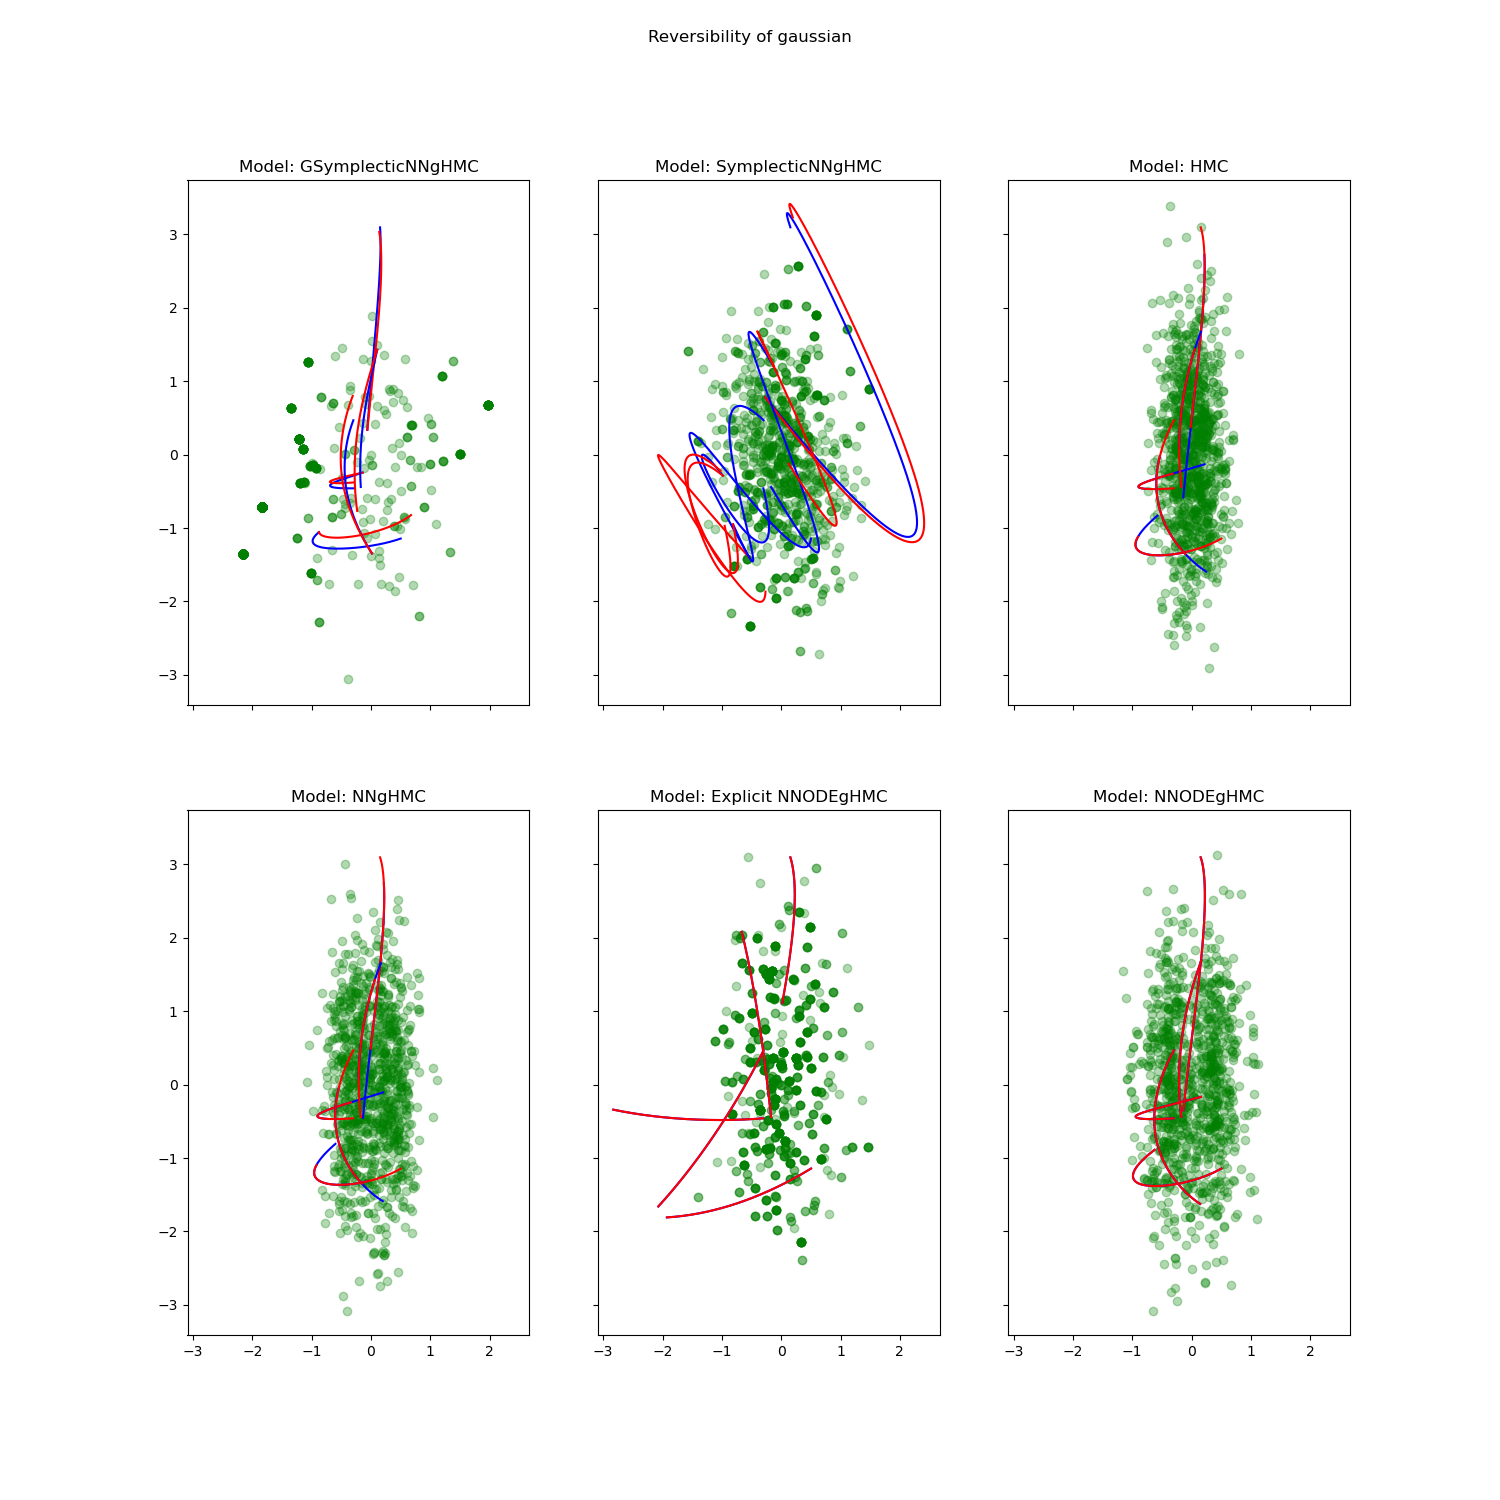 Reversibility of gaussian
Model: GSymplecticNNgHMC
Model: SymplecticNNgHMC
Model: HMC
3
2
1
0
−1
−2
−3
Model: NNgHMC
Model: Explicit NNODEgHMC
Model: NNODEgHMC
3
2
1
0
−1
−2
−3
−3 −2 −1 0 1 2
−3 −2 −1 0 1 2
−3 −2 −1 0 1 2